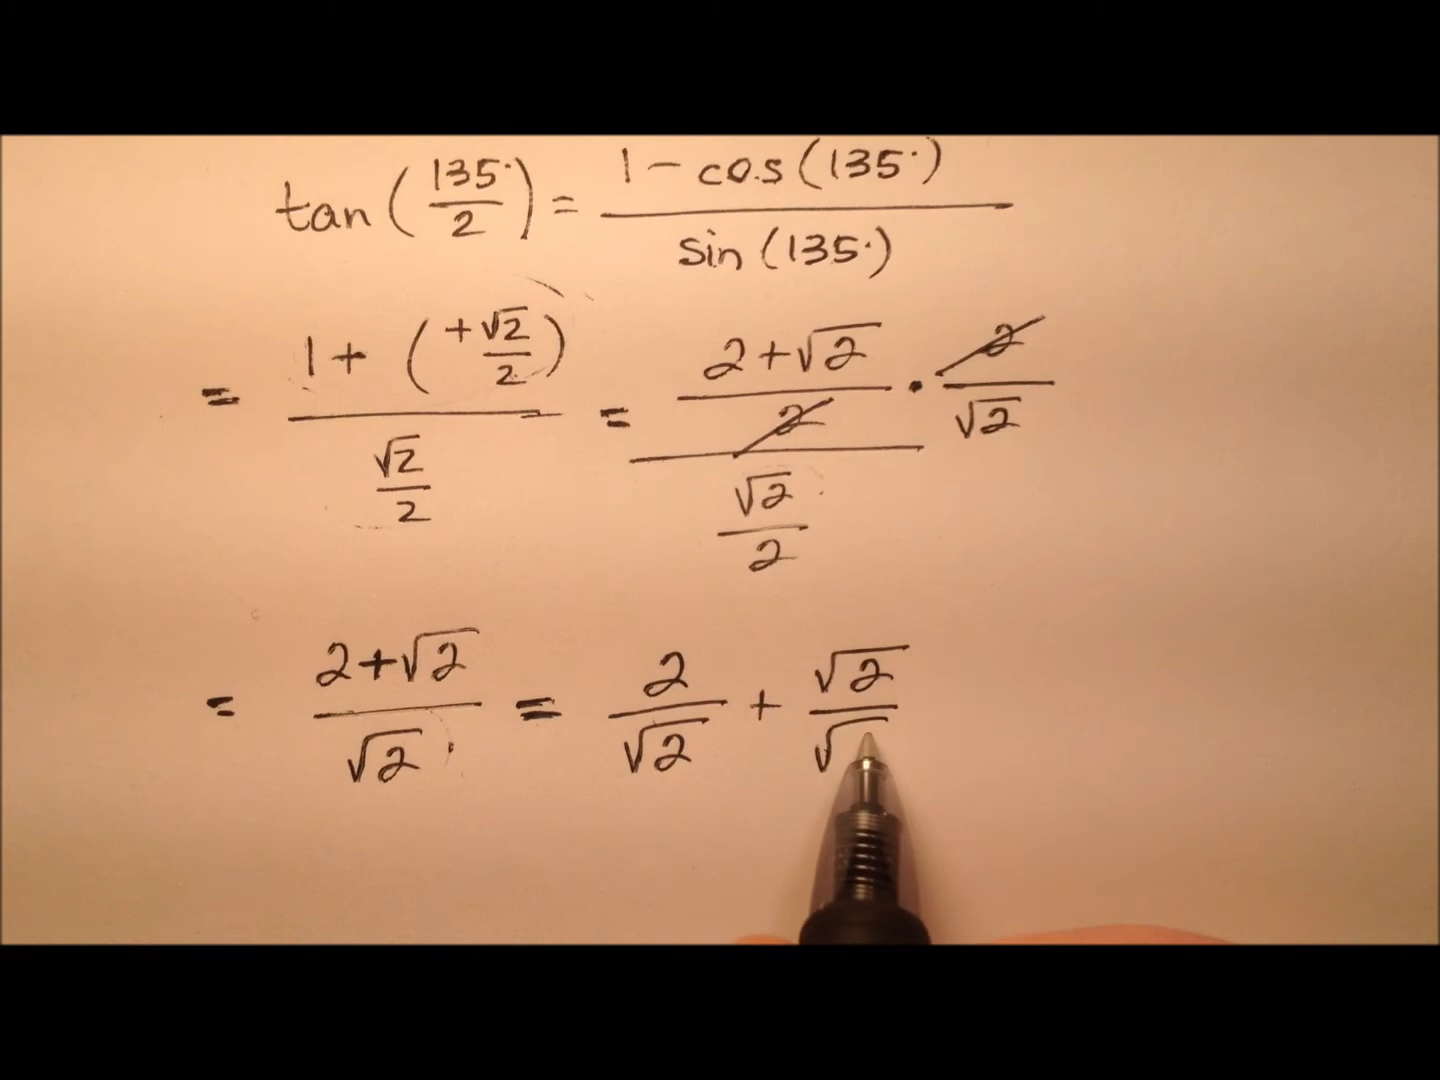 tan(135°/2) = 1 - cos(135°) / sin(135°)
= 1 + (+√2/2) / √2/2 = 2+√2/2 / √2/2 · 2/√2
= 2+√2/√2 = 2/√2 + √2/√